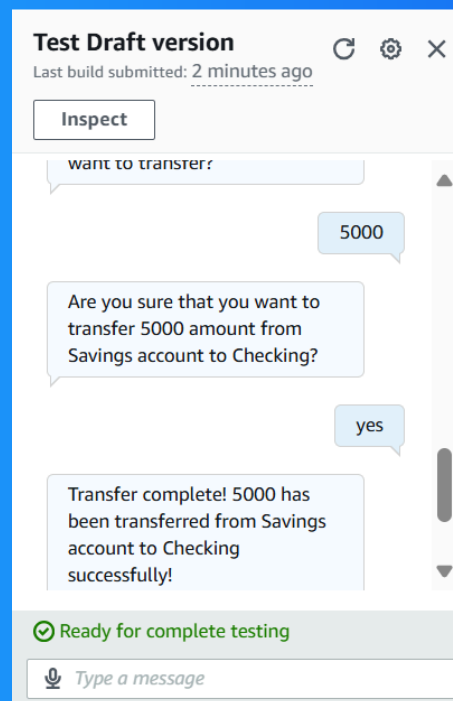 Test Draft version
Last build submitted: 2 minutes ago
Inspect
want to transfer?
5000
Are you sure that you want to
transfer 5000 amount from
Savings account to Checking?
yes
Transfer complete! 5000 has
been transferred from Savings
account to Checking
successfully!
Ready for complete testing
Type a message